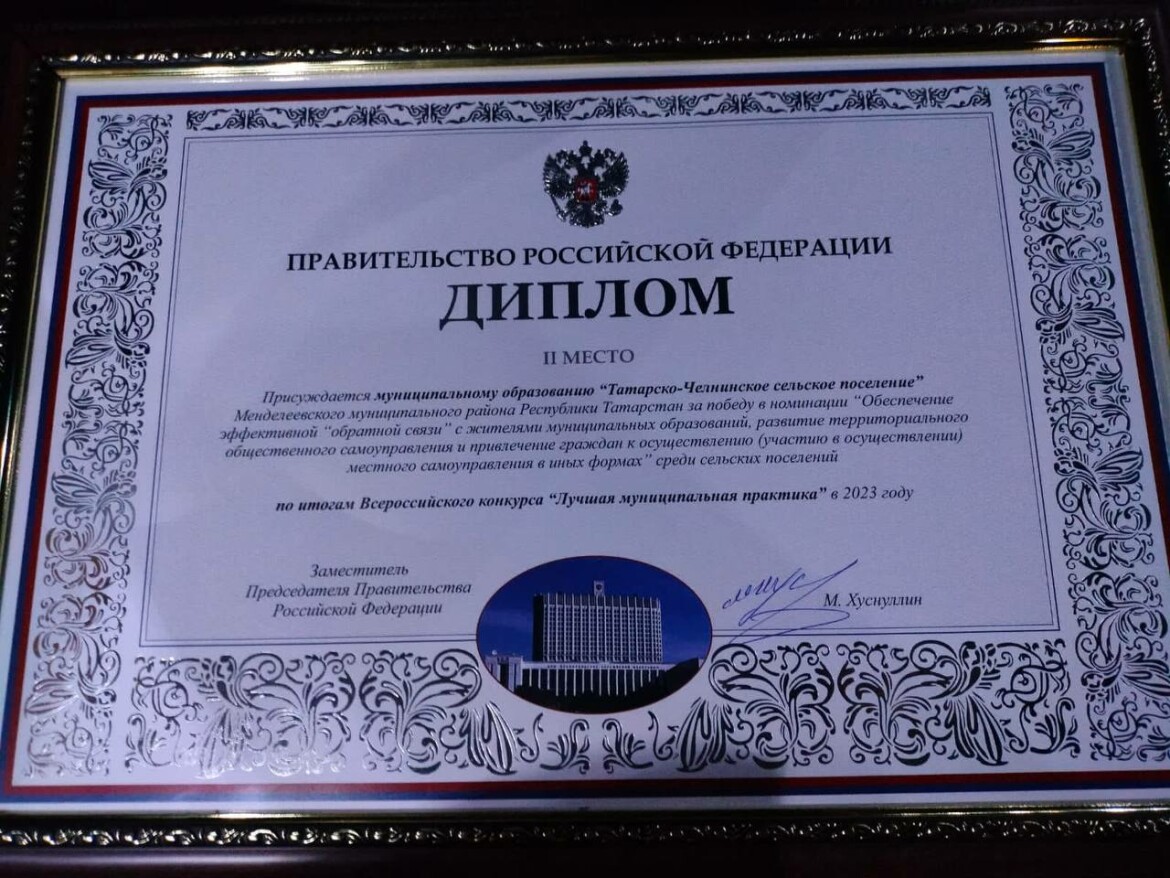 ПРАВИТЕЛЬСТВО РОССИЙСКОЙ ФЕДЕРАЦИИ
ДИПЛОМ
II МЕСТО
Присуждается муниципальному образованию “Татарско-Челнинское сельское поселение”
Менделеевского муниципального района Республики Татарстан за победу в номинации “Обеспечение
эффективной “обратной связи” с жителями муниципальных образований, развитие территориального
общественного самоуправления и привлечение граждан к осуществлению (участию в осуществлении)
местного самоуправления в иных формах” среди сельских поселений
по итогам Всероссийского конкурса “Лучшая муниципальная практика” в 2023 году
Заместитель
Председателя Правительства
Российской Федерации
М. Хуснуллин